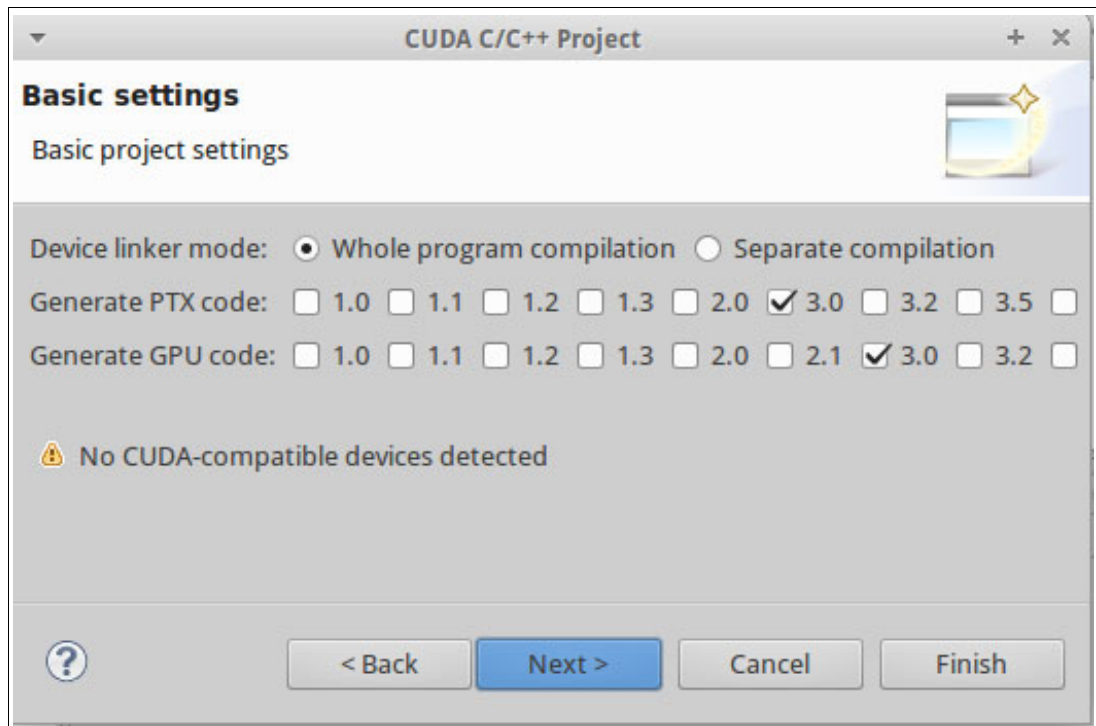 CUDA C/C++ Project
Basic settings
Basic project settings
Device linker mode: Whole program compilation Separate compilation
Generate PTX code: 1.0 1.1 1.2 1.3 2.0 3.0 3.2 3.5
Generate GPU code: 1.0 1.1 1.2 1.3 2.0 2.1 3.0 3.2
No CUDA-compatible devices detected
? < Back Next > Cancel Finish